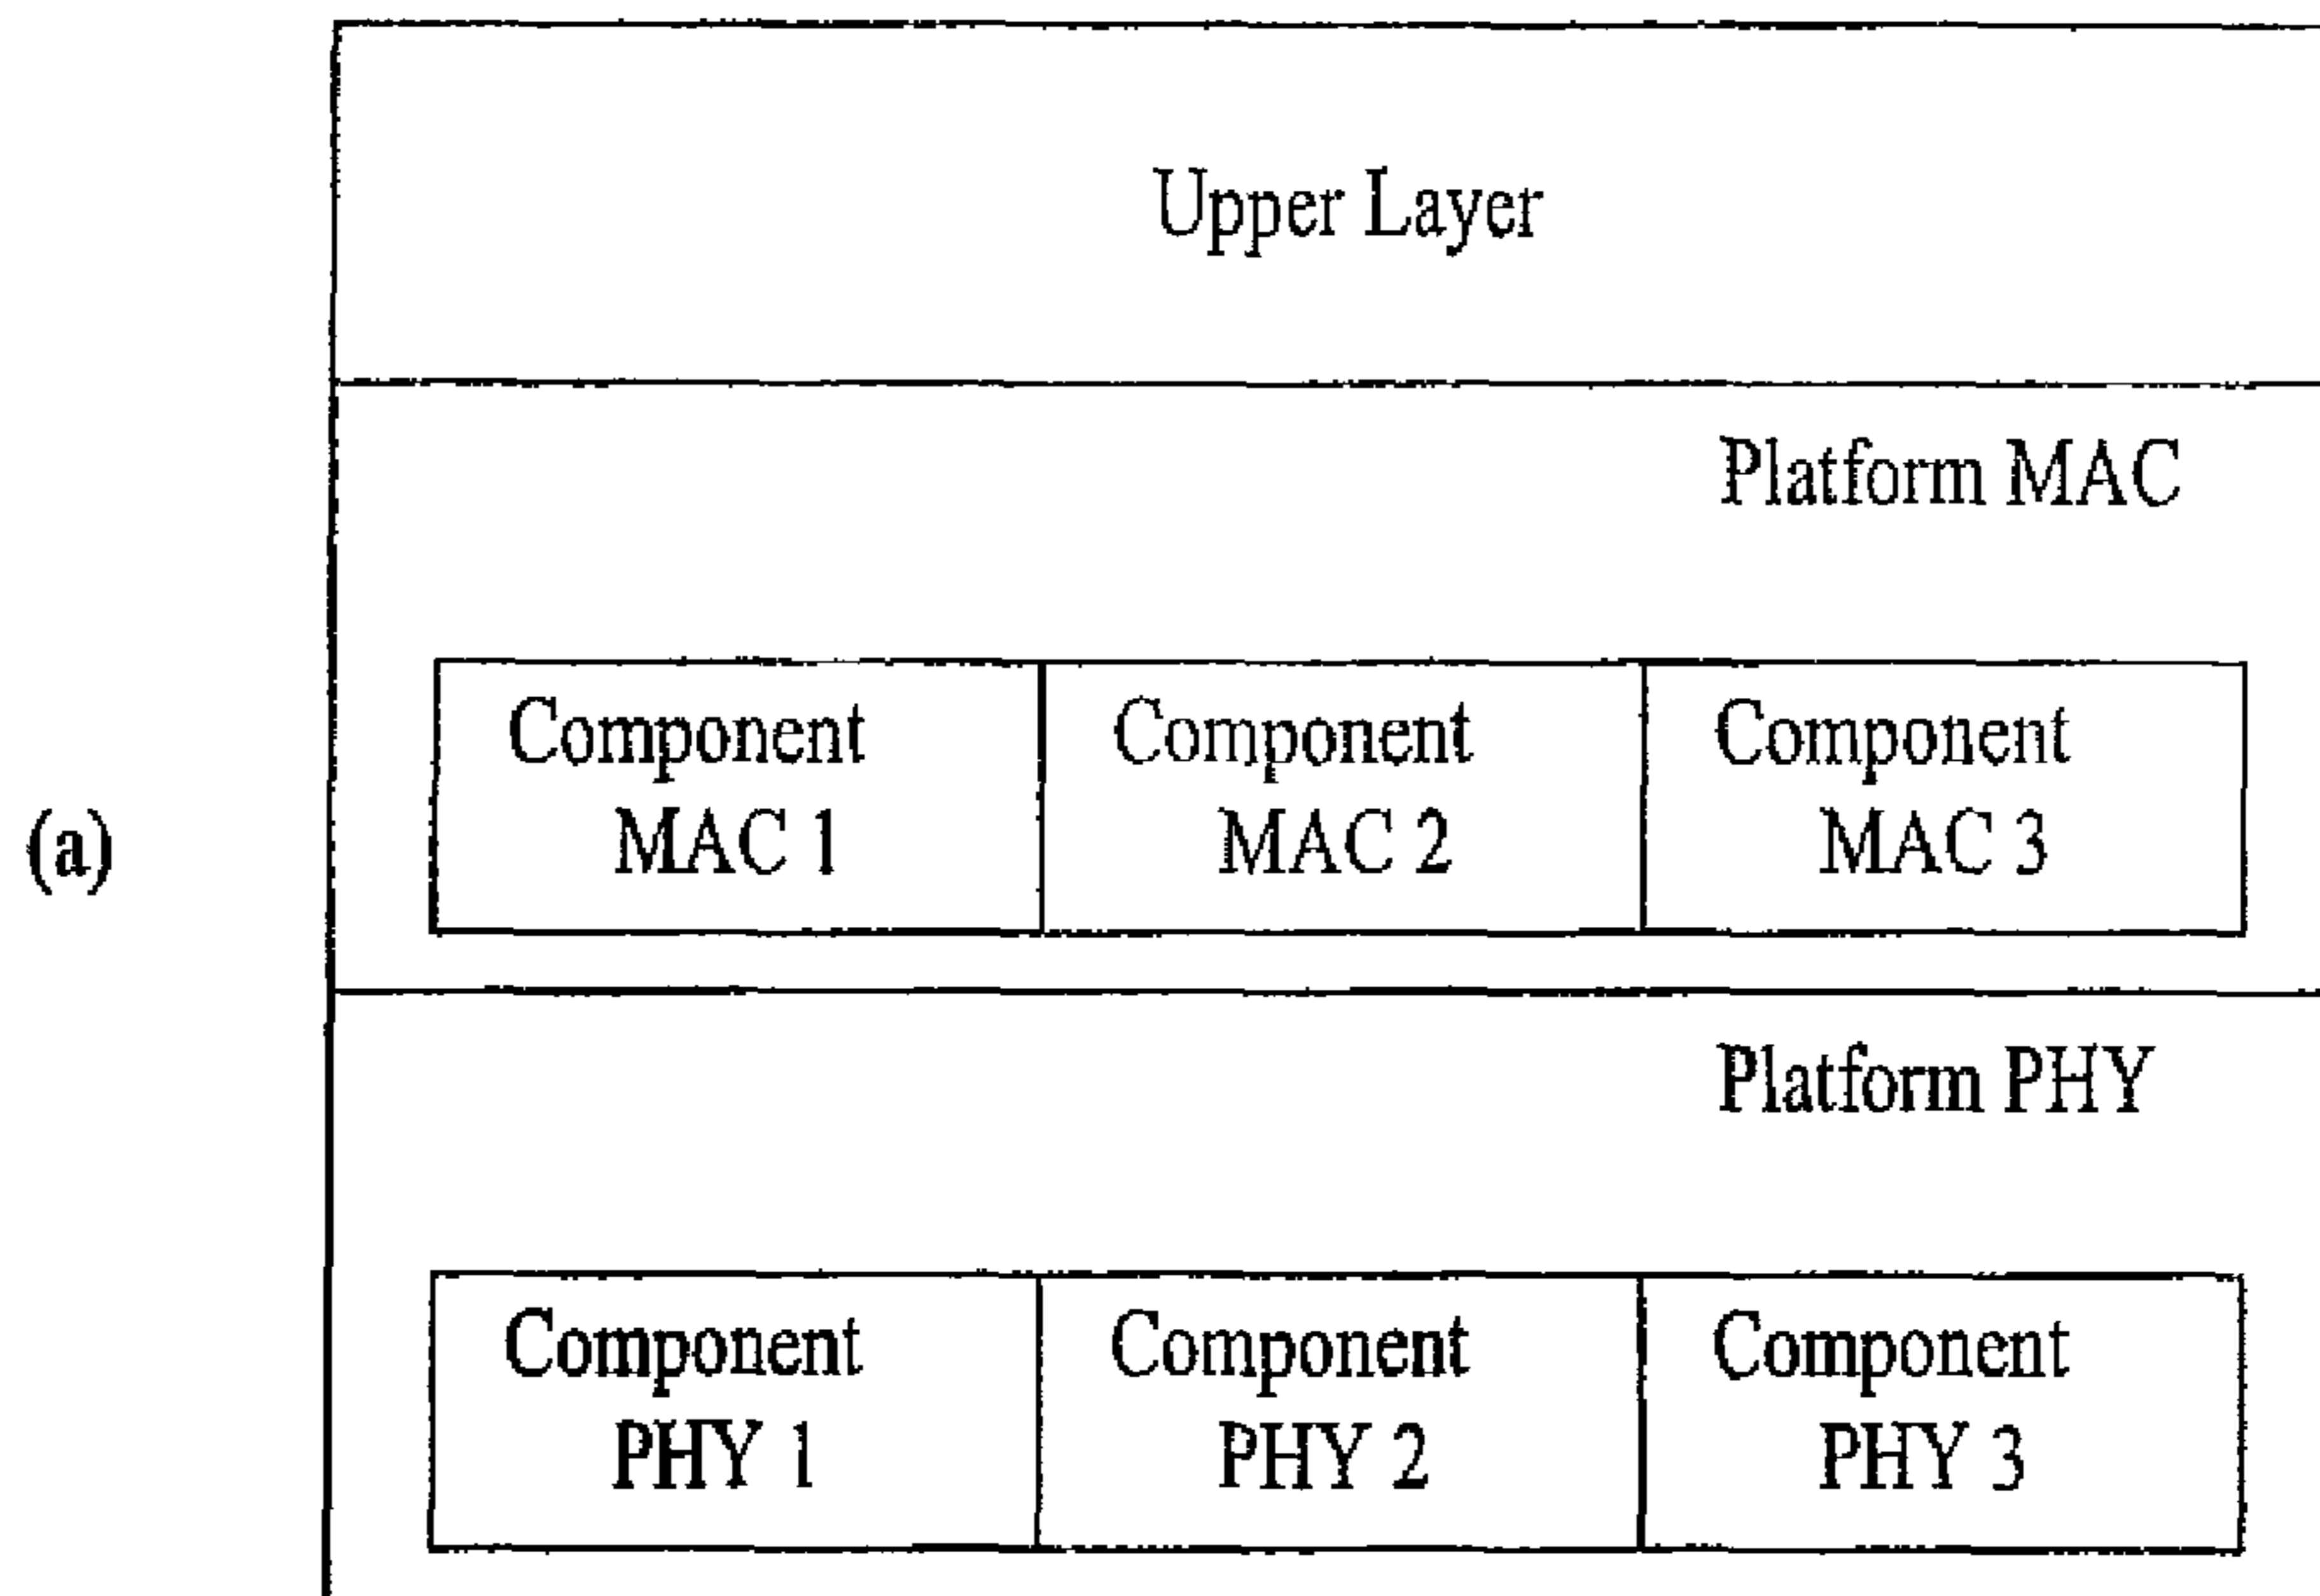 Upper Layer
Platform MAC
Component
MAC 1
Component
MAC 2
Component
MAC 3
(a)
Platform PHY
Component
PHY 1
Component
PHY 2
Component
PHY 3